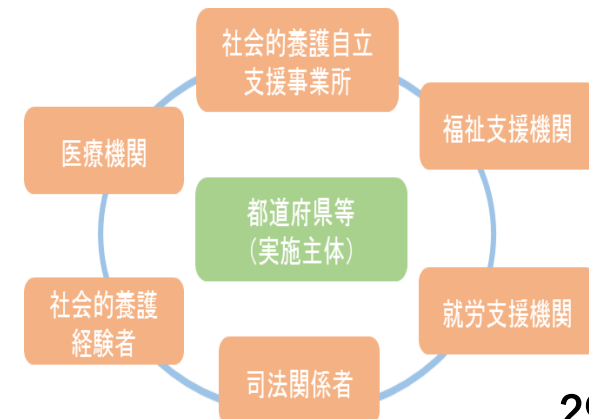 社会的養護自立
支援事業所
福祉支援機関
医療機関
都道府県等
（実施主体）
社会的養護
経験者
就労支援機関
司法関係者
29